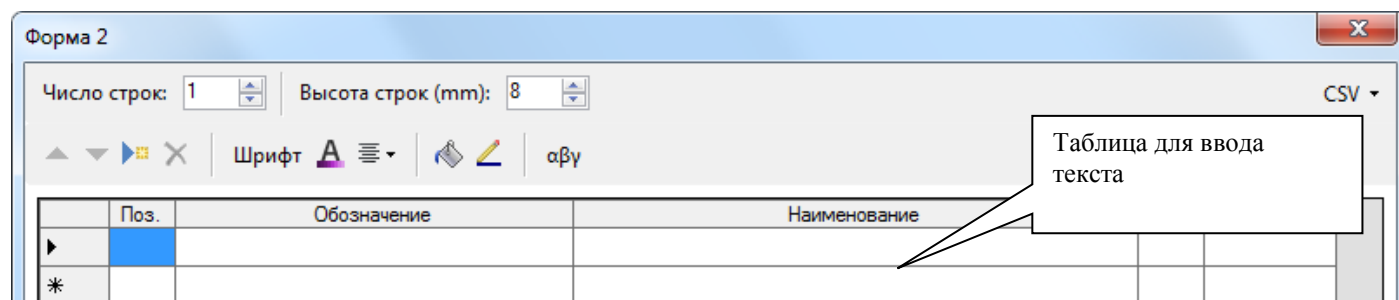 Форма 2
Число строк: 1 Высота строк (mm): 8 CSV
Шрифт A αβγ
Таблица для ввода
текста
Поз. Обозначение Наименование